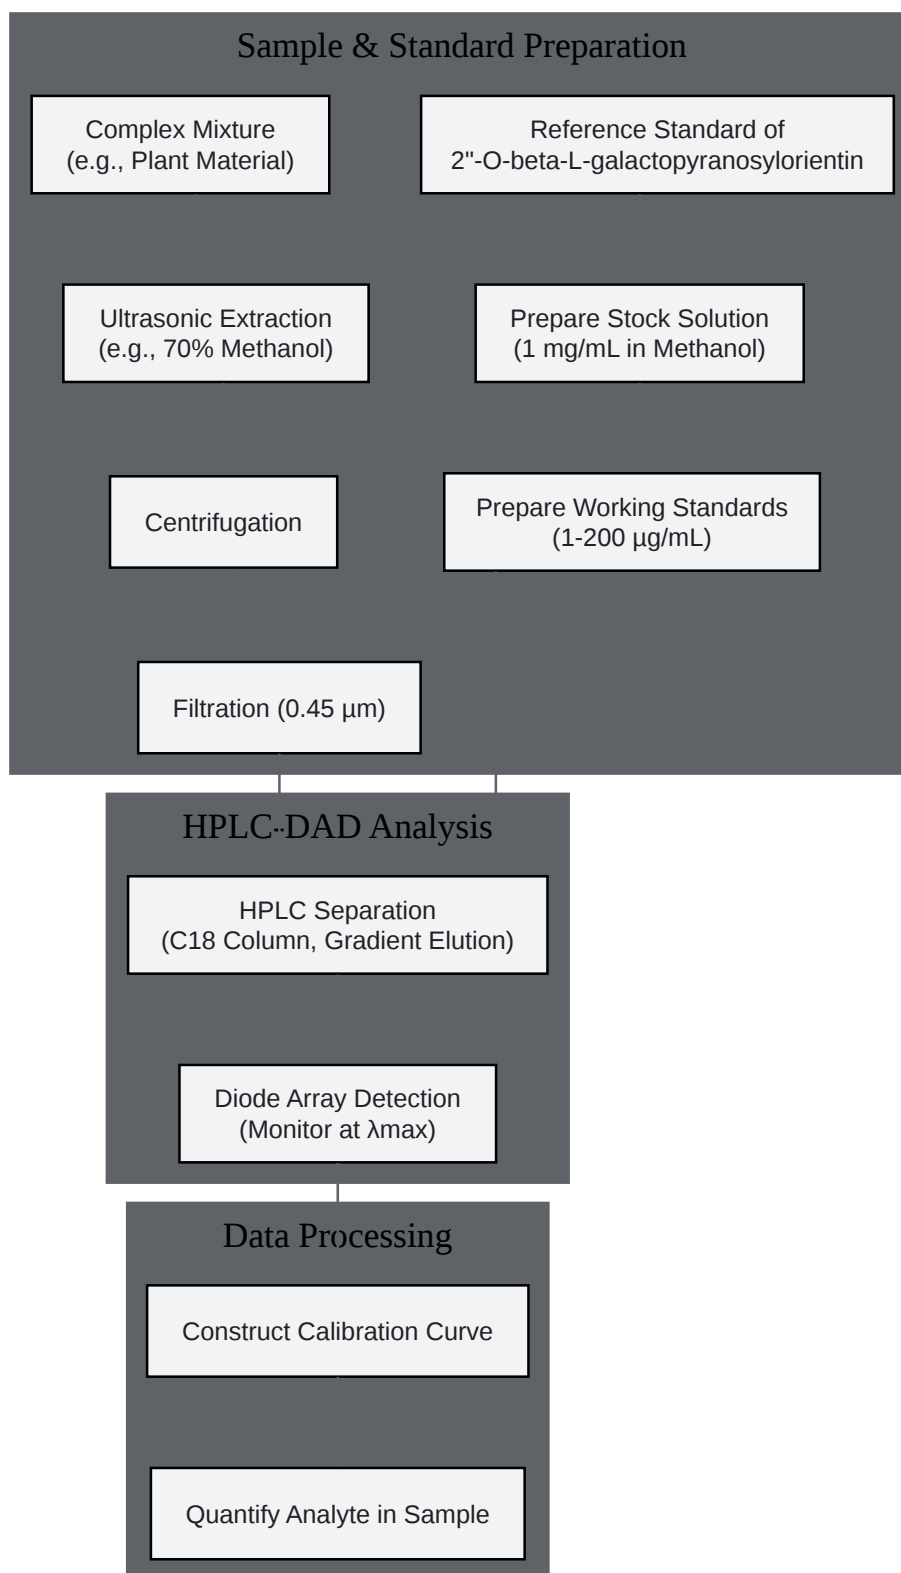 Sample & Standard Preparation
Complex Mixture
(e.g., Plant Material)
Reference Standard of
2"-O-beta-L-galactopyranosylorientin
Ultrasonic Extraction
(e.g., 70% Methanol)
Prepare Stock Solution
(1 mg/mL in Methanol)
Centrifugation
Prepare Working Standards
(1-200 µg/mL)
Filtration (0.45 µm)
HPLC-DAD Analysis
HPLC Separation
(C18 Column, Gradient Elution)
Diode Array Detection
(Monitor at λmax)
Data Processing
Construct Calibration Curve
Quantify Analyte in Sample